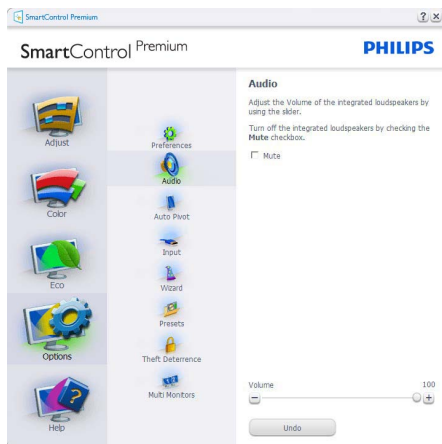 SmartControl Premium
SmartControl Premium
PHILIPS
Adjust
Color
Eco
Options
Help
Preferences
Audio
Auto Pivot
Input
Wizard
Presets
Theft Deterrence
Multi Monitors
Audio
Adjust the Volume of the integrated loudspeakers by
using the slider.
Turn off the integrated loudspeakers by checking the
Mute checkbox.
Mute
Volume 100
Undo